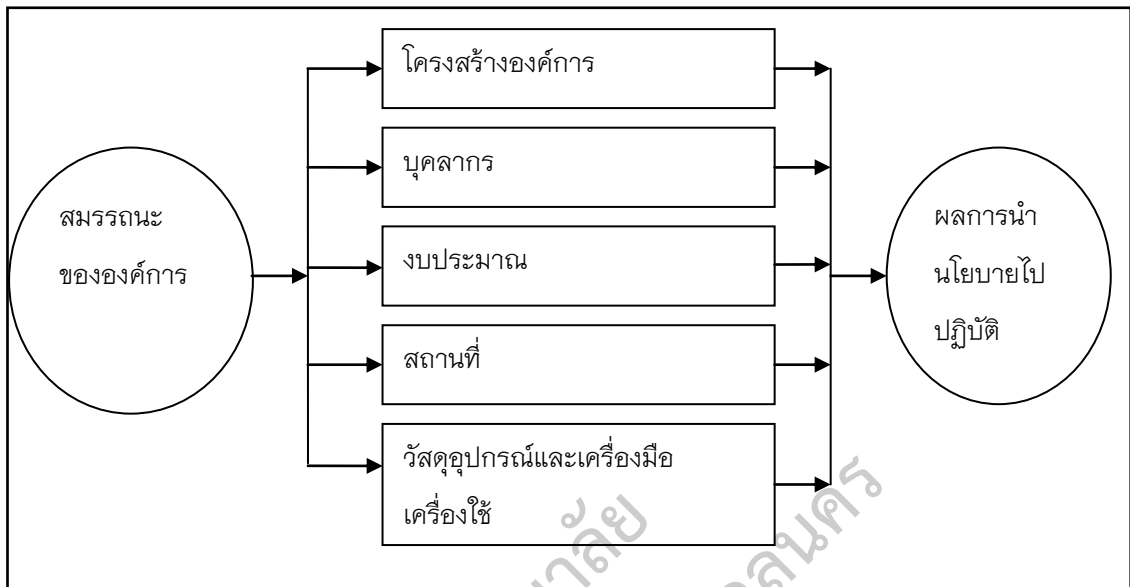 โครงสร้างองค์การ
บุคลากร
สมรรถนะ
ขององค์การ
งบประมาณ
ผลการนำ
นโยบายไป
ปฏิบัติ
สถานที่
วัสดุอุปกรณ์และเครื่องมือ
เครื่องใช้